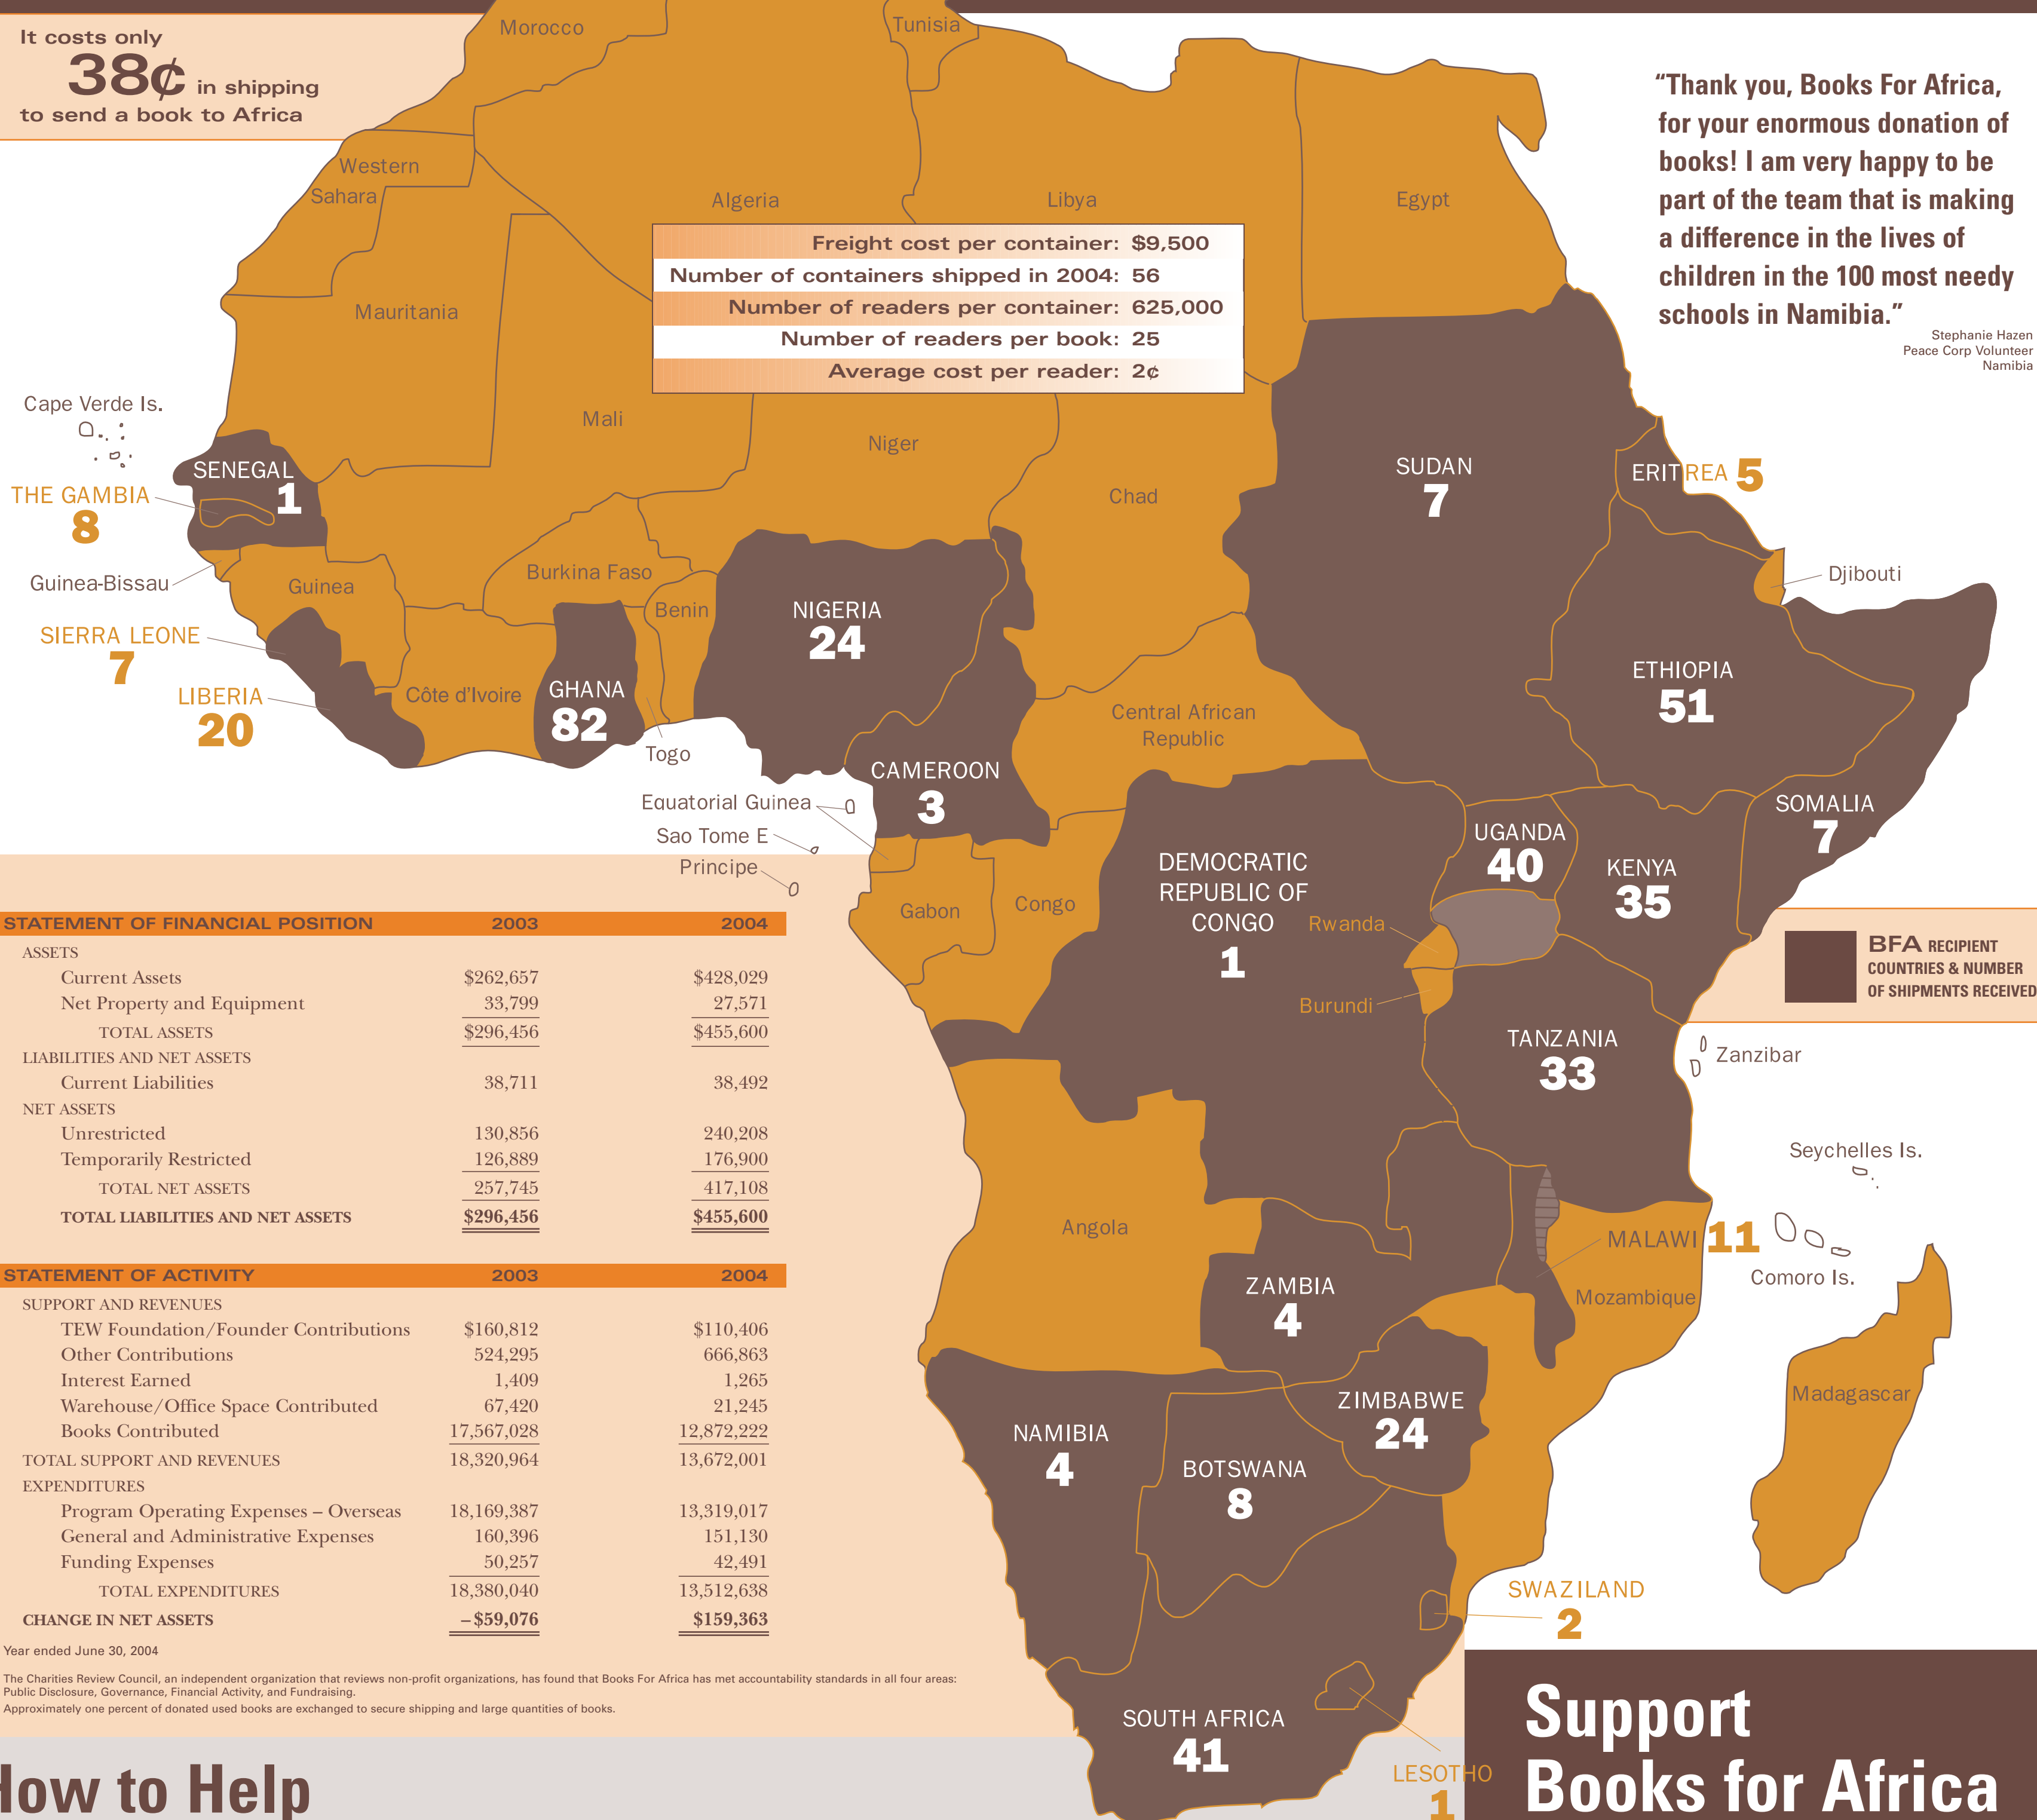 It costs only
38¢ in shipping
to send a book to Africa
“Thank you, Books For Africa,
for your enormous donation of
books! I am very happy to be
part of the team that is making
a difference in the lives of
children in the 100 most needy
schools in Namibia.”
Stephanie Hazen
Peace Corp Volunteer
Namibia
Morocco
Tunisia
Western
Sahara
Algeria
Libya
Egypt
Freight cost per container: $9,500
Number of containers shipped in 2004: 56
Number of readers per container: 625,000
Number of readers per book: 25
Average cost per reader: 2¢
Mauritania
Mali
Niger
Chad
Cape Verde Is.
SENEGAL
1
THE GAMBIA
8
SUDAN
7
ERITREA 5
Guinea-Bissau
Guinea
Burkina Faso
Benin
NIGERIA
24
Djibouti
SIERRA LEONE
7
LIBERIA
20
Côte d’Ivoire
GHANA
82
Togo
Central African
Republic
ETHIOPIA
51
CAMEROON
3
Equatorial Guinea
Sao Tome E
Principe
Gabon
Congo
DEMOCRATIC
REPUBLIC OF
CONGO
1
UGANDA
40
KENYA
35
SOMALIA
7
Rwanda
Burundi
BFA RECIPIENT
COUNTRIES & NUMBER
OF SHIPMENTS RECEIVED
TANZANIA
33
Zanzibar
Seychelles Is.
Angola
MALAWI 11
Comoro Is.
Mozambique
ZAMBIA
4
Madagascar
ZIMBABWE
24
NAMIBIA
4
BOTSWANA
8
SWAZILAND
2
SOUTH AFRICA
41
LESOTHO
1
STATEMENT OF FINANCIAL POSITION 2003 2004
ASSETS
Current Assets $262,657 $428,029
Net Property and Equipment 33,799 27,571
TOTAL ASSETS $296,456 $455,600
LIABILITIES AND NET ASSETS
Current Liabilities 38,711 38,492
NET ASSETS
Unrestricted 130,856 240,208
Temporarily Restricted 126,889 176,900
TOTAL NET ASSETS 257,745 417,108
TOTAL LIABILITIES AND NET ASSETS $296,456 $455,600
STATEMENT OF ACTIVITY 2003 2004
SUPPORT AND REVENUES
TEW Foundation/Founder Contributions $160,812 $110,406
Other Contributions 524,295 666,863
Interest Earned 1,409 1,265
Warehouse/Office Space Contributed 67,420 21,245
Books Contributed 17,567,028 12,872,222
TOTAL SUPPORT AND REVENUES 18,320,964 13,672,001
EXPENDITURES
Program Operating Expenses – Overseas 18,169,387 13,319,017
General and Administrative Expenses 160,396 151,130
Funding Expenses 50,257 42,491
TOTAL EXPENDITURES 18,380,040 13,512,638
CHANGE IN NET ASSETS –$59,076 $159,363
Year ended June 30, 2004
The Charities Review Council, an independent organization that reviews non-profit organizations, has found that Books For Africa has met accountability standards in all four areas:
Public Disclosure, Governance, Financial Activity, and Fundraising.
Approximately one percent of donated used books are exchanged to secure shipping and large quantities of books.
How to Help
Support
Books for Africa